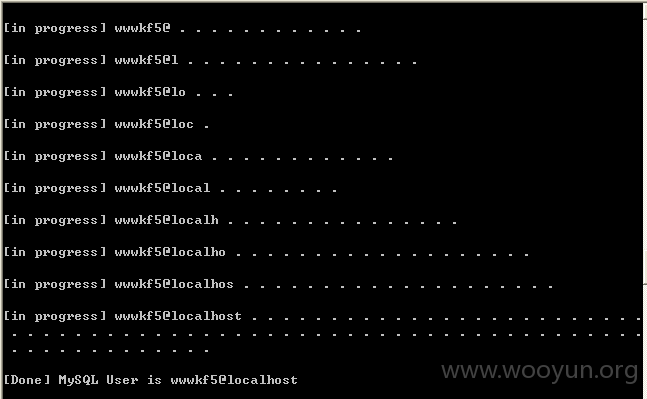 [in progress] wwwkf5@ . . . . . . . . . . . .
[in progress] wwwkf5@l . . . . . . . . . . . . . . .
[in progress] wwwkf5@lo . . .
[in progress] wwwkf5@loc .
[in progress] wwwkf5@loca . . . . . . . . . . . .
[in progress] wwwkf5@local . . . . . . . .
[in progress] wwwkf5@localh . . . . . . . . . . . . . . .
[in progress] wwwkf5@localho . . . . . . . . . . . . . . . . . . .
[in progress] wwwkf5@localhos . . . . . . . . . . . . . . . . . . . .
[in progress] wwwkf5@localhost . . . . . . . . . . . . . . . . . . . . . . . . .
. . . . . . . . . . . . . . . . . . . . . . . . . . . . . . . . . . . . . . . .
. . . . . . . . . . . . .
[Done] MySQL User is wwwkf5@localhost
www.wooyun.org